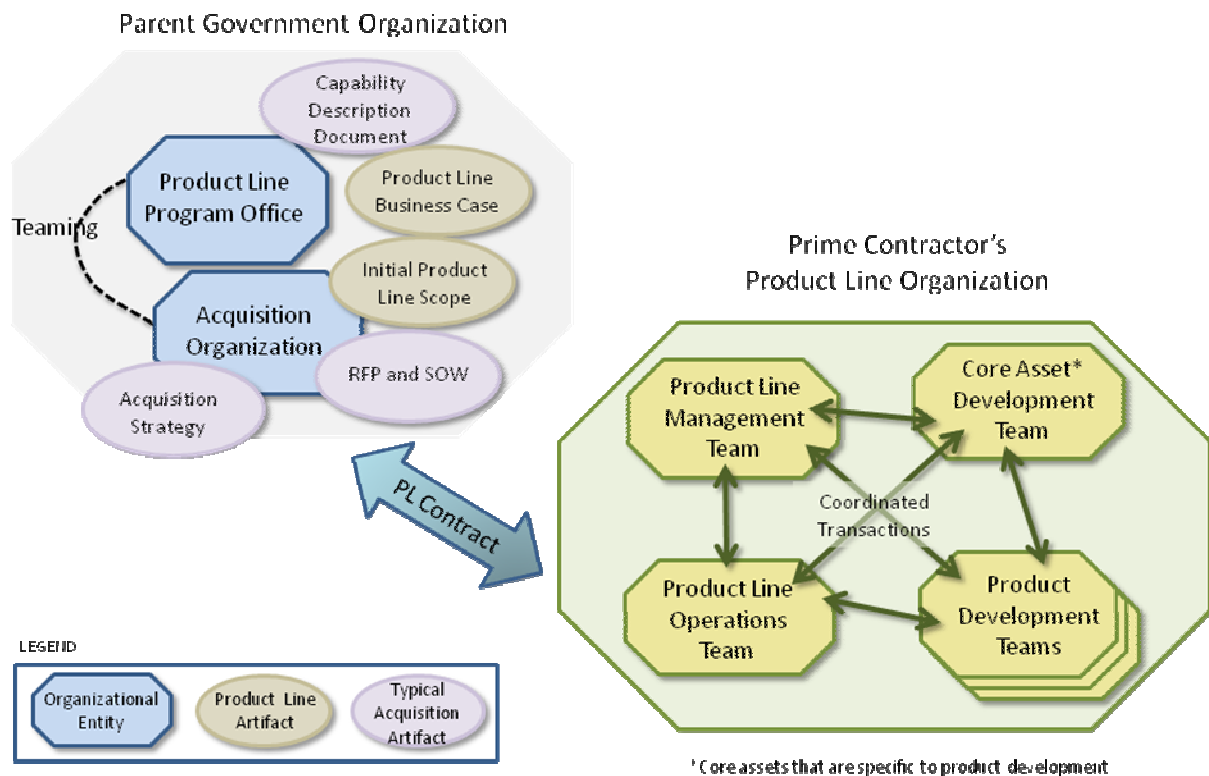 Parent Government Organization
Capability
Description
Document
Product Line
Program Office
Product Line
Business Case
Teaming
Initial Product
Line Scope
Acquisition
Organization
RFP and SOW
Acquisition
Strategy
PL Contract
Prime Contractor's
Product Line Organization
Product Line
Management
Team
Core Asset*
Development
Team
Coordinated
Transactions
Product Line
Operations
Team
Product
Development
Teams
LEGEND
Organizational
Entity
Product Line
Artifact
Typical
Acquisition
Artifact
* Core assets that are specific to product development